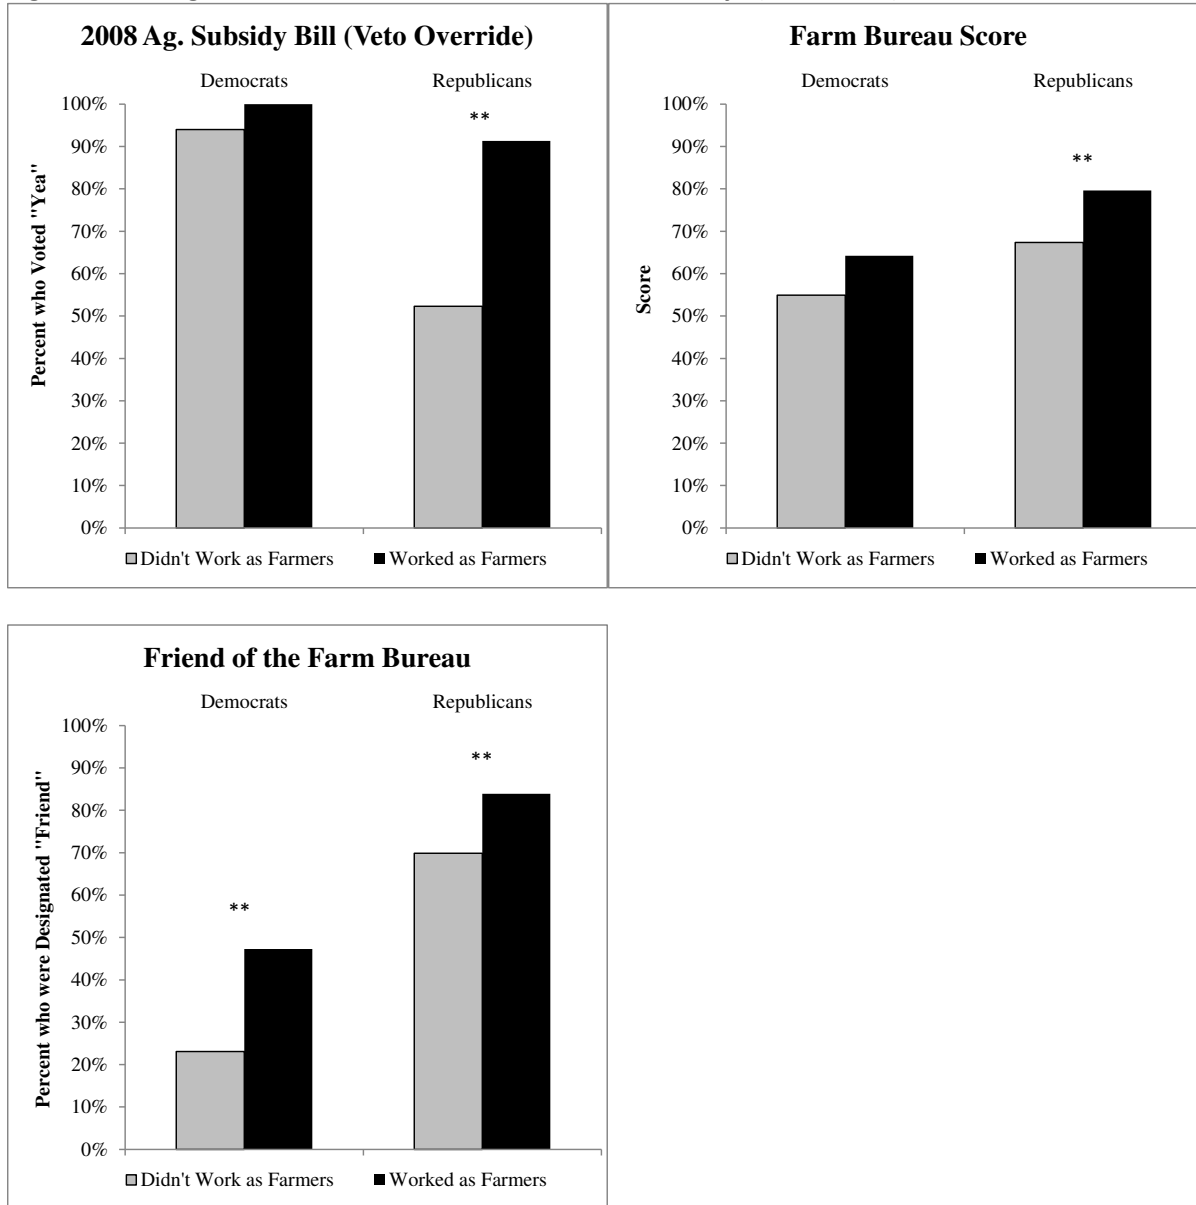 2008 Ag. Subsidy Bill (Veto Override)
Democrats
Republicans
100%
90%
80%
70%
60%
50%
40%
30%
20%
10%
0%
Percent who Voted "Yea"
**
Didn't Work as Farmers
Worked as Farmers
Farm Bureau Score
Democrats
Republicans
100%
90%
80%
70%
60%
50%
40%
30%
20%
10%
0%
Score
**
Didn't Work as Farmers
Worked as Farmers
Friend of the Farm Bureau
Democrats
Republicans
100%
90%
80%
70%
60%
50%
40%
30%
20%
10%
0%
Percent who were Designated "Friend"
**
**
Didn't Work as Farmers
Worked as Farmers